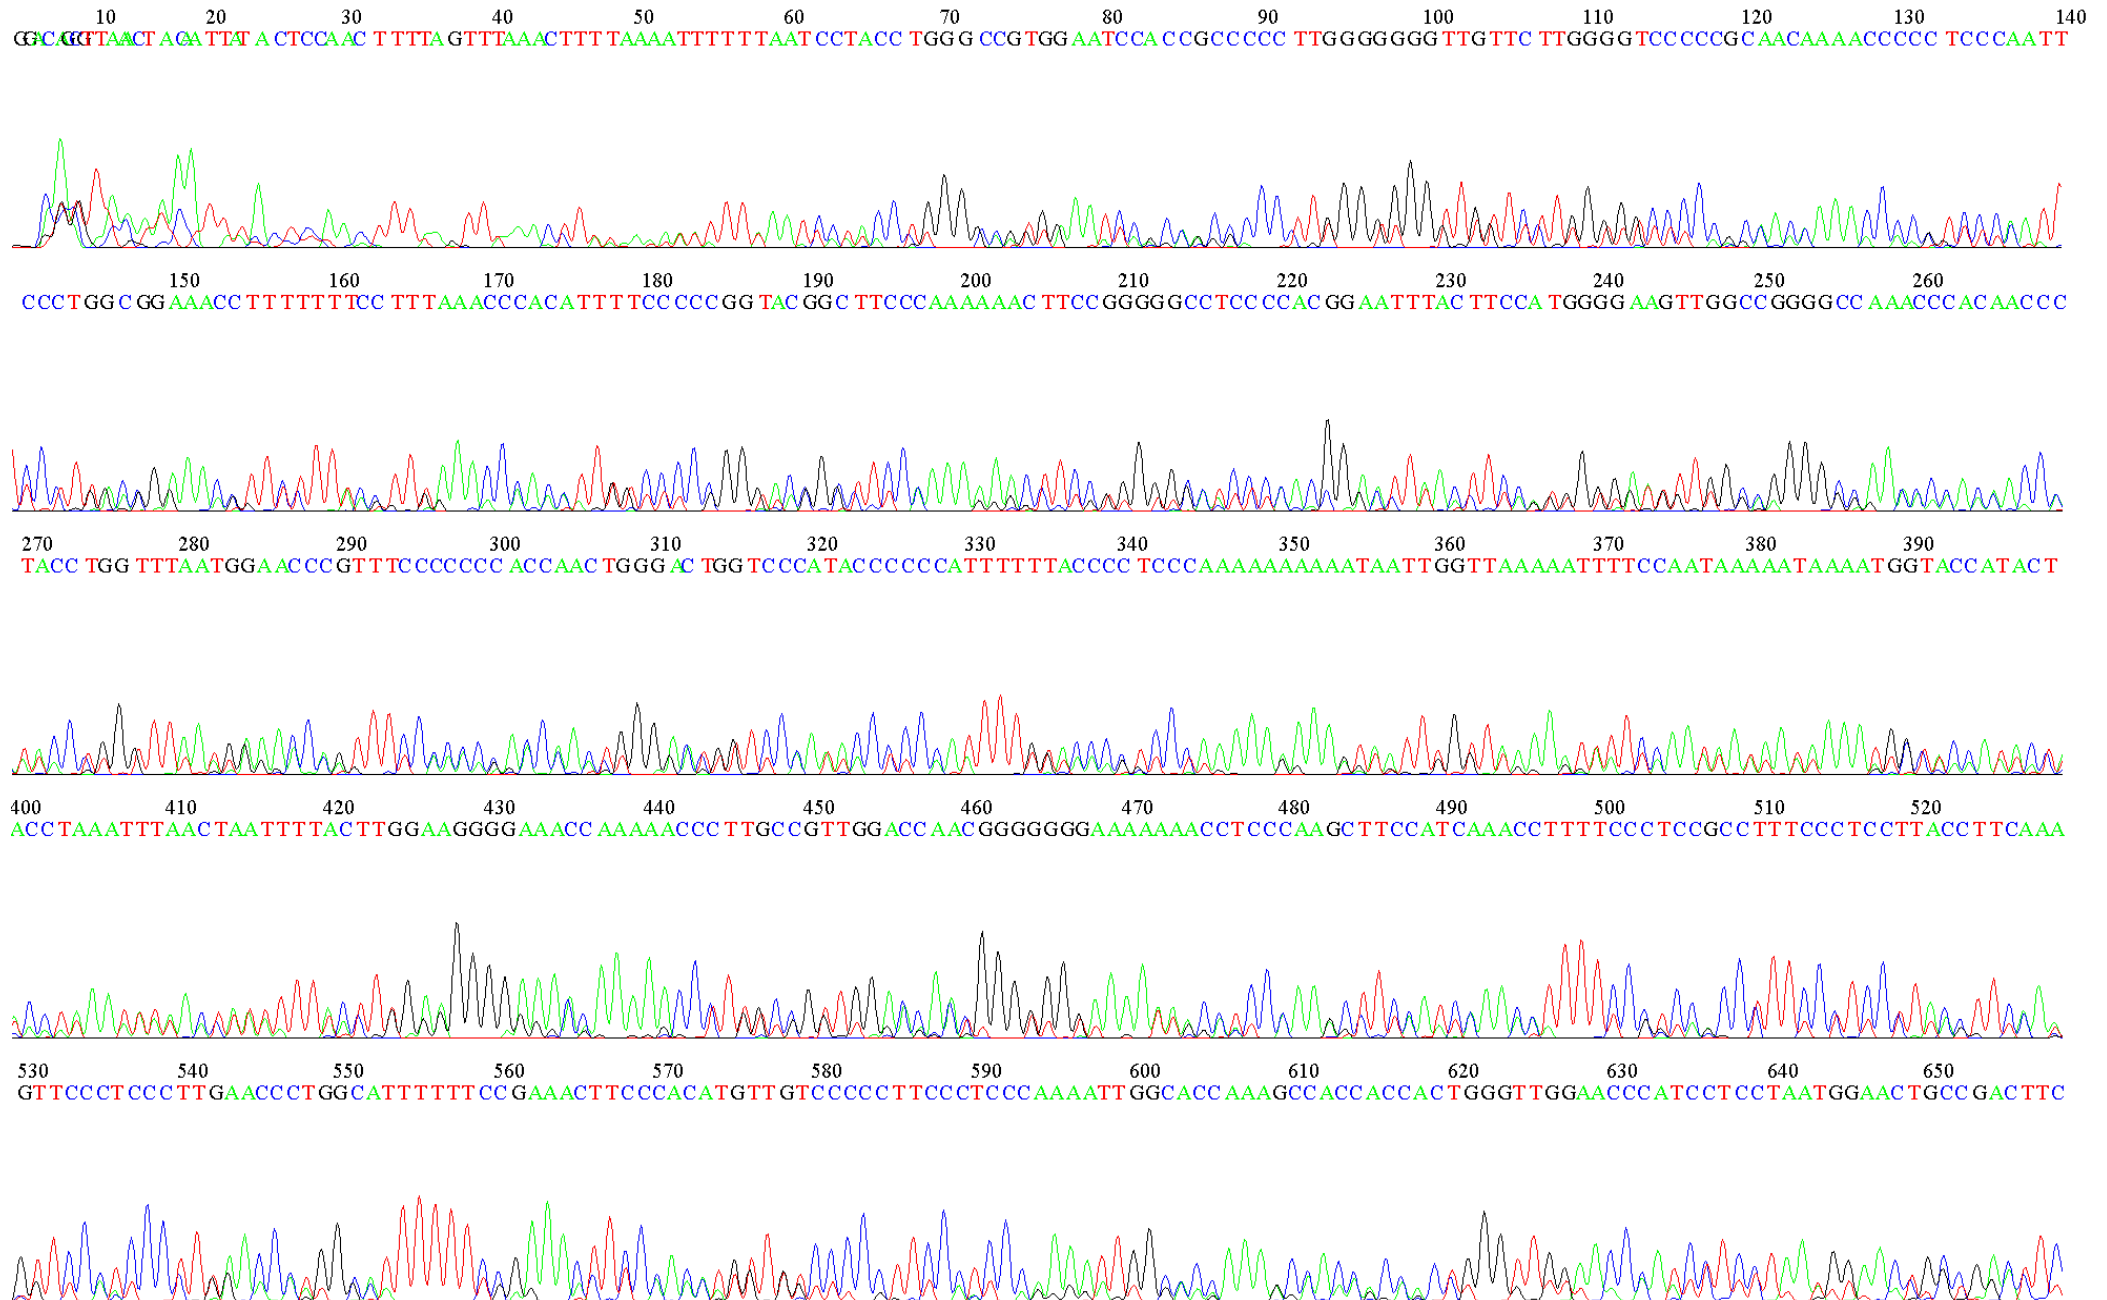 10 20 30 40 50 60 70 80 90 100 110 120 130 140
TTAACTACAATTATACTCCAACTTTTAGTTTAAACTTTTAAAATTTTTTAATCCTACCTGGGCCGTGGAATCCACCGCCCCCTTGGGGGGGTTGTTCTTGGGGTCCCCCGCAACAAAACCCCCTCCCAATT
150 160 170 180 190 200 210 220 230 240 250 260
CCCTGGCGGAAACCTTTTTTTCCTTTAAACCCACATTTTCCCCCGGTACGGCTTCCCAAAAAACTTCCGGGGGCCTCCCCACGGAATTTACTTCCATGGGGAAGTTGGCCGGGGCCAAACCCACAACCC
270 280 290 300 310 320 330 340 350 360 370 380 390
TACCTGGTTTAATGGAACCCGTTTCCCCCCCACCAACTGGGACTGGTCCCATACCCCCCATTTTTTACCCCTCCCAAAAAAAAAATAATTGGTTAAAAATTTTCCAATAAAAATAAAATGGTACCATACT
400 410 420 430 440 450 460 470 480 490 500 510 520
ACCTAAATTTAACTAATTTTACTTGGAAGGGGAAACCAAAAACCCTTGCCGTTGGACCAACGGGGGGGAAAAAAACCTCCCAAGCTTCCATCAAACCTTTTCCCTCCGCCTTTCCCTCCTTACCTTCAAA
530 540 550 560 570 580 590 600 610 620 630 640 650
GTTCCCTCCCTTGAACCCTGGCATTTTTTCCGAAACTTCCCACATGTTGTCCCCCTTCCCTCCCAAAATTGGCACCAAAGCCACCACCACTGGGTTGGAACCCATCCTCCTAATGGAACTGCCGACTTC